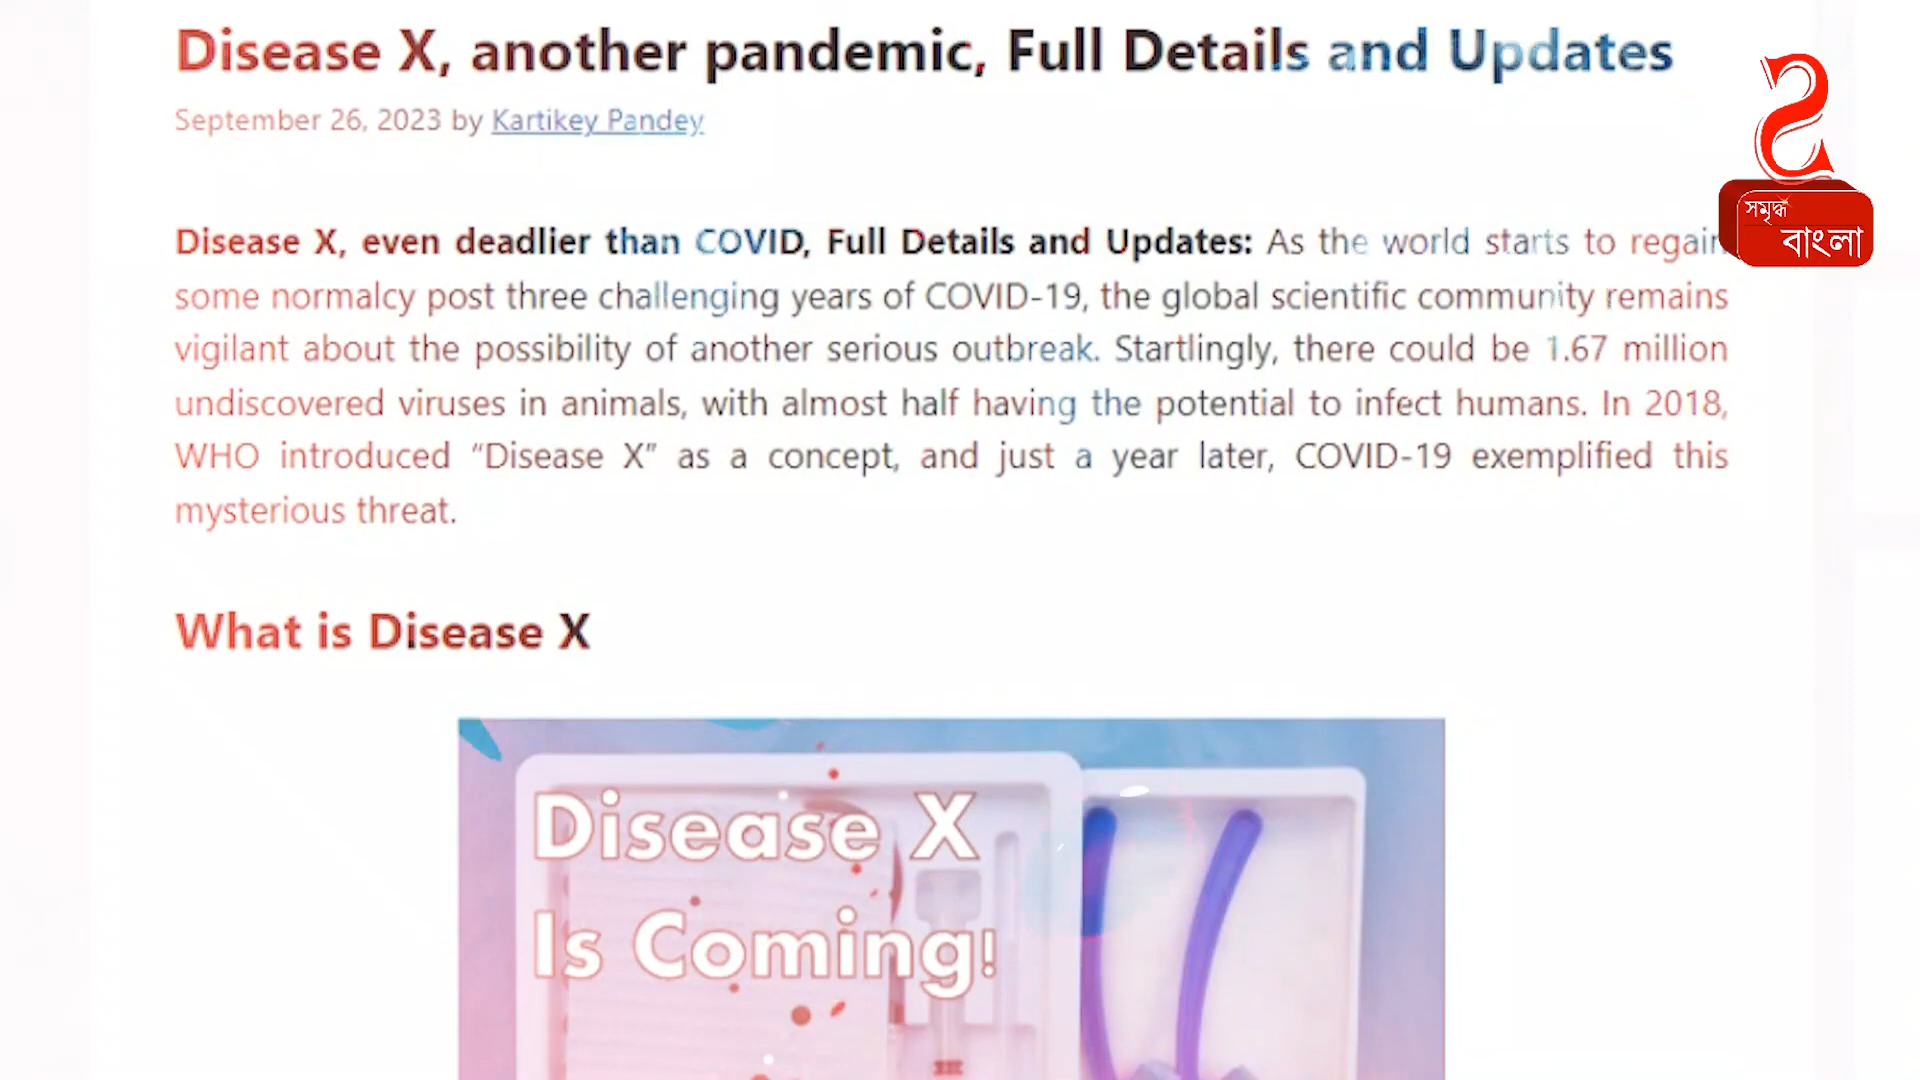 Disease X, another pandemic, Full Details and Updates
September 26, 2023 by Kartikey Pandey
Disease X, even deadlier than COVID, Full Details and Updates: As the world starts to regain
some normalcy post three challenging years of COVID-19, the global scientific community remains
vigilant about the possibility of another serious outbreak. Startlingly, there could be 1.67 million
undiscovered viruses in animals, with almost half having the potential to infect humans. In 2018,
WHO introduced “Disease X” as a concept, and just a year later, COVID-19 exemplified this
mysterious threat.
What is Disease X
Disease X
Is Coming!
সমৃদ্ধ
বাংলা